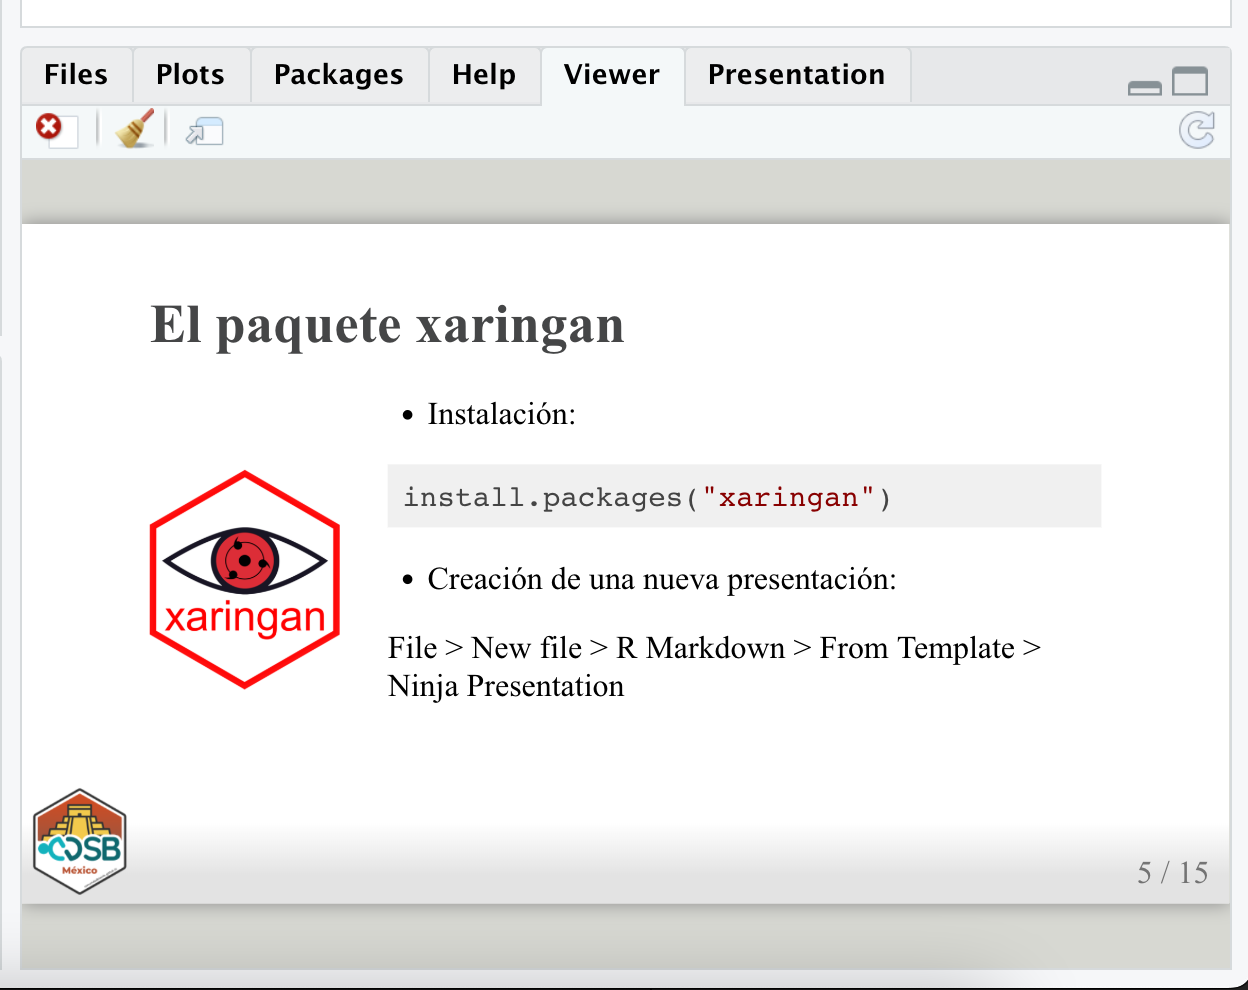 Files Plots Packages Help Viewer Presentation
El paquete xaringan
• Instalación:
install.packages("xaringan")
xaringan
• Creación de una nueva presentación:
File > New file > R Markdown > From Template >
Ninja Presentation
CDSB
México
5 / 15